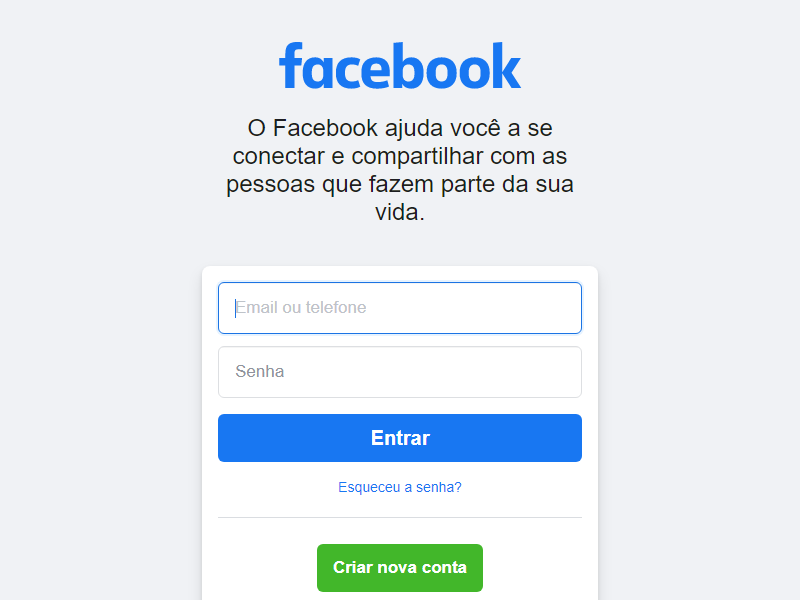 facebook
O Facebook ajuda você a se
conectar e compartilhar com as
pessoas que fazem parte da sua
vida.
Email ou telefone
Senha
Entrar
Esqueceu a senha?
Criar nova conta